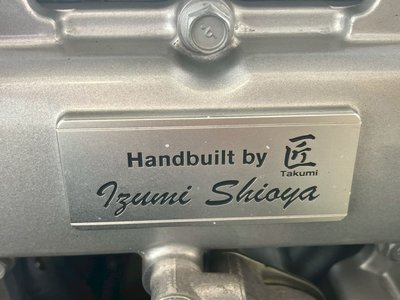 Handbuilt by 匠
Takumi
Izumi Shioya